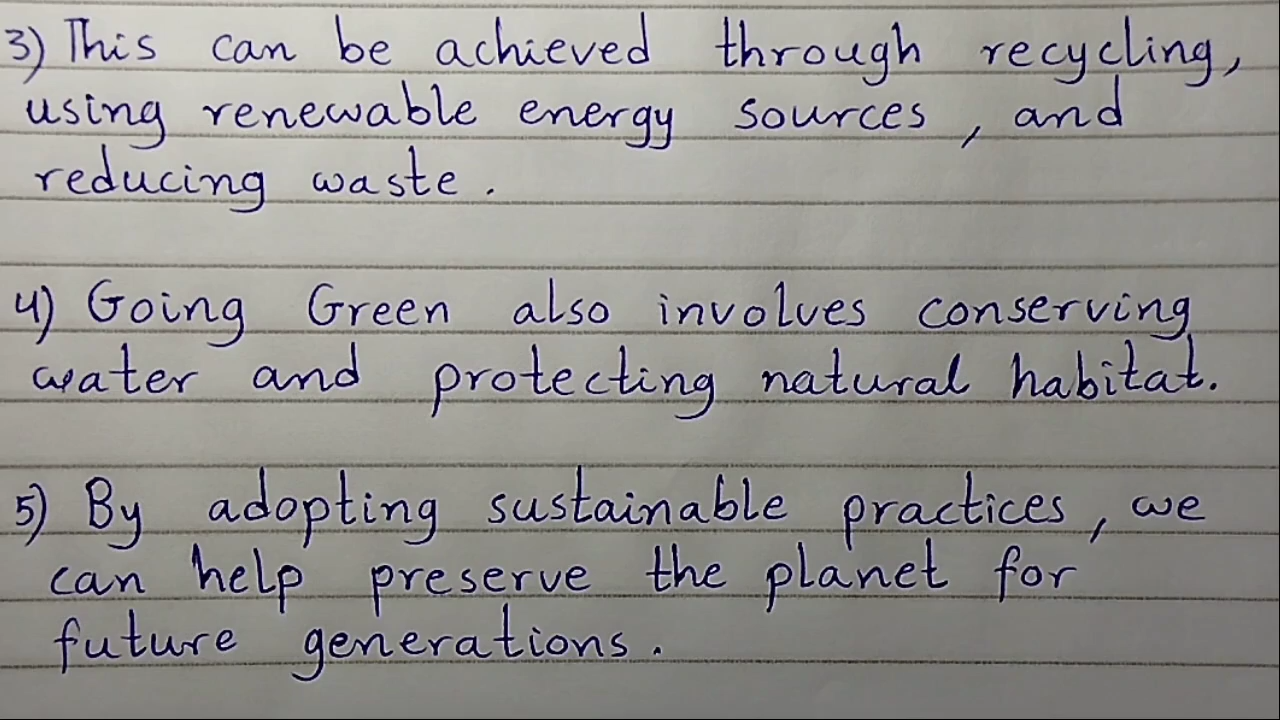 3) This can be achieved through recycling,
using renewable energy sources, and
reducing waste.
4) Going Green also involves conserving
water and protecting natural habitat.
5) By adopting sustainable practices, we
can help preserve the planet for
future generations.